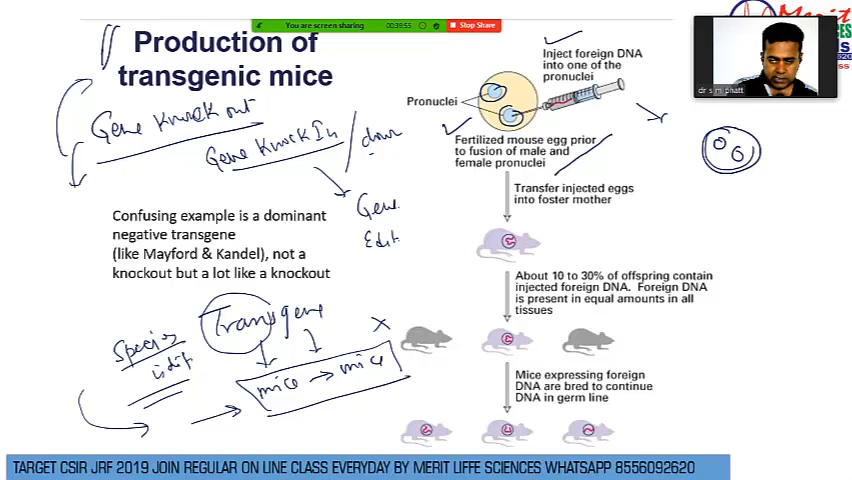 You are screen sharing 00:39:55 Stop Share
Merit
dr s m phatt
Production of
transgenic mice
Gene Knock out
Gene Knock In / down
Gene
Edit
Confusing example is a dominant
negative transgene
(like Mayford & Kandel), not a
knockout but a lot like a knockout
Transgene
Species
mice → mice
Inject foreign DNA
into one of the
pronuclei
Pronuclei
Fertilized mouse egg prior
to fusion of male and
female pronuclei
Transfer injected eggs
into foster mother
About 10 to 30% of offspring contain
injected foreign DNA. Foreign DNA
is present in equal amounts in all
tissues
Mice expressing foreign
DNA are bred to continue
DNA in germ line
TARGET CSIR JRF 2019 JOIN REGULAR ON LINE CLASS EVERYDAY BY MERIT LIFFE SCIENCES WHATSAPP 8556092620